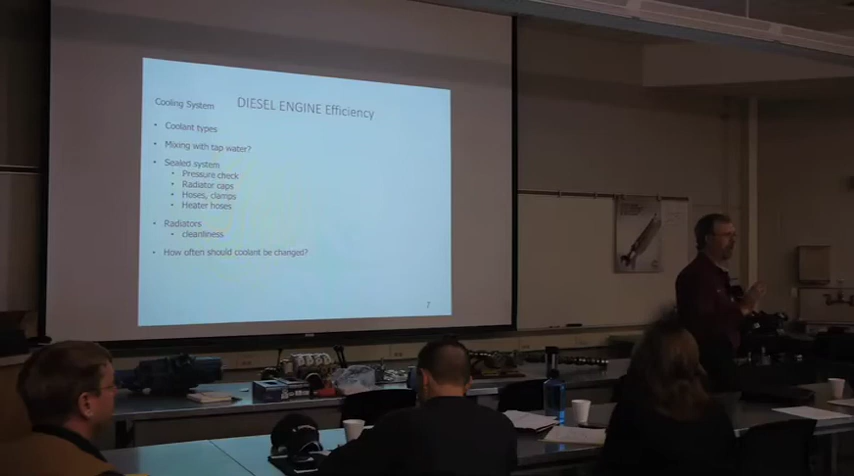 DIESEL ENGINE Efficiency
Cooling System
• Coolant types
• Mixing with tap water?
• Sealed system
• Pressure check
• Radiator caps
• Hoses, clamps
• Heater hoses
• Radiators
• cleanliness
• How often should coolant be changed?
7